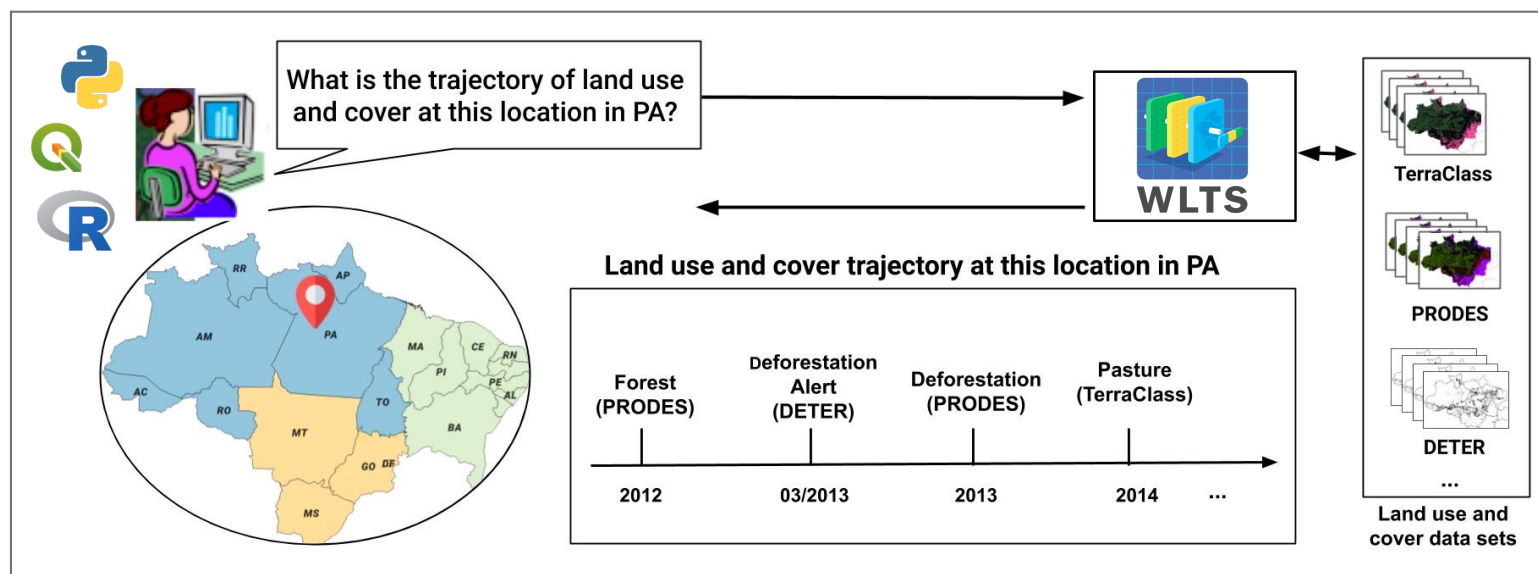 What is the trajectory of land use
and cover at this location in PA?
R
WLTS
TerraClass
PRODES
DETER
...
Land use and
cover data sets
RR
AP
AM
PA
MA
CE
RN
PI
PE
AL
AC
RO
TO
BA
MT
GO
DF
MS
Land use and cover trajectory at this location in PA
Forest
(PRODES)
Deforestation
Alert
(DETER)
Deforestation
(PRODES)
Pasture
(TerraClass)
2012
03/2013
2013
2014
...